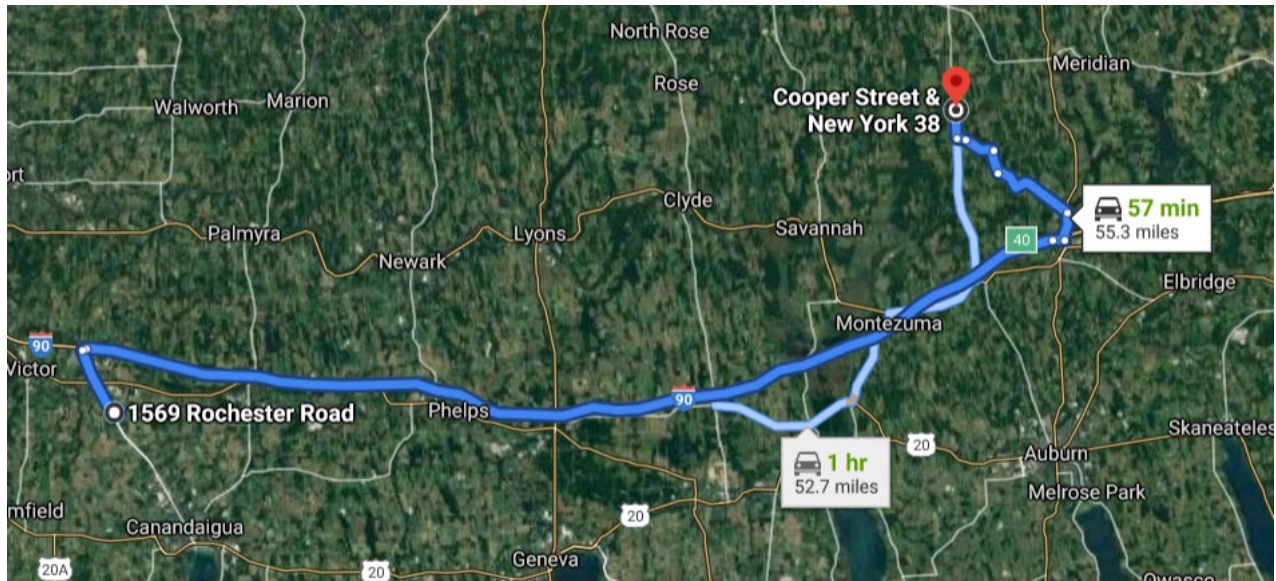 North Rose
Meridian
Rose
Walworth
Marion
Cooper Street &
New York 38
ort
Clyde
57 min
55.3 miles
Palmyra
Lyons
Savannah
40
Newark
Elbridge
Montezuma
90
Victor
90
Phelps
1569 Rochester Road
Skaneateles
20
Auburn
1 hr
52.7 miles
Melrose Park
mfield
Canandaigua
20
Geneva
20A
20
Owasco